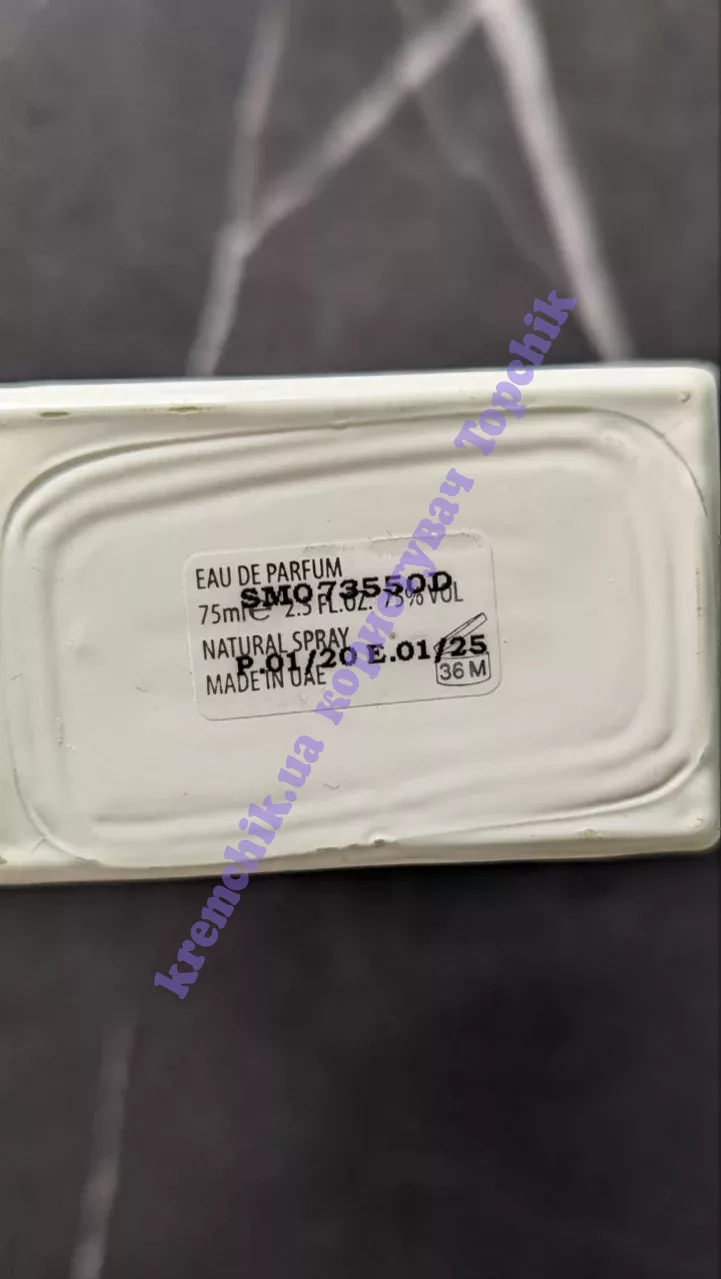 EAU DE PARFUM
SMO73550D
75ml e 2.5 FL.OZ. 75% VOL
NATURAL SPRAY
P.01/20 E.01/25
MADE IN UAE
36 M
kremchik.ua користувач Topchik